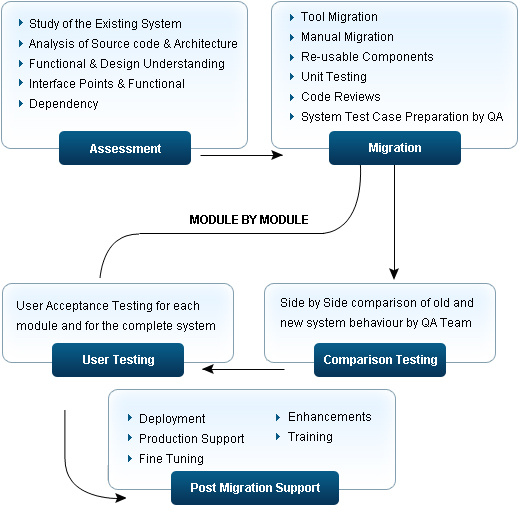 Study of the Existing System
Analysis of Source code & Architecture
Functional & Design Understanding
Interface Points & Functional
Dependency
Assessment
Tool Migration
Manual Migration
Re-usable Components
Unit Testing
Code Reviews
System Test Case Preparation by QA
Migration
MODULE BY MODULE
User Acceptance Testing for each
module and for the complete system
User Testing
Side by Side comparison of old and
new system behaviour by QA Team
Comparison Testing
Deployment
Production Support
Fine Tuning
Enhancements
Training
Post Migration Support